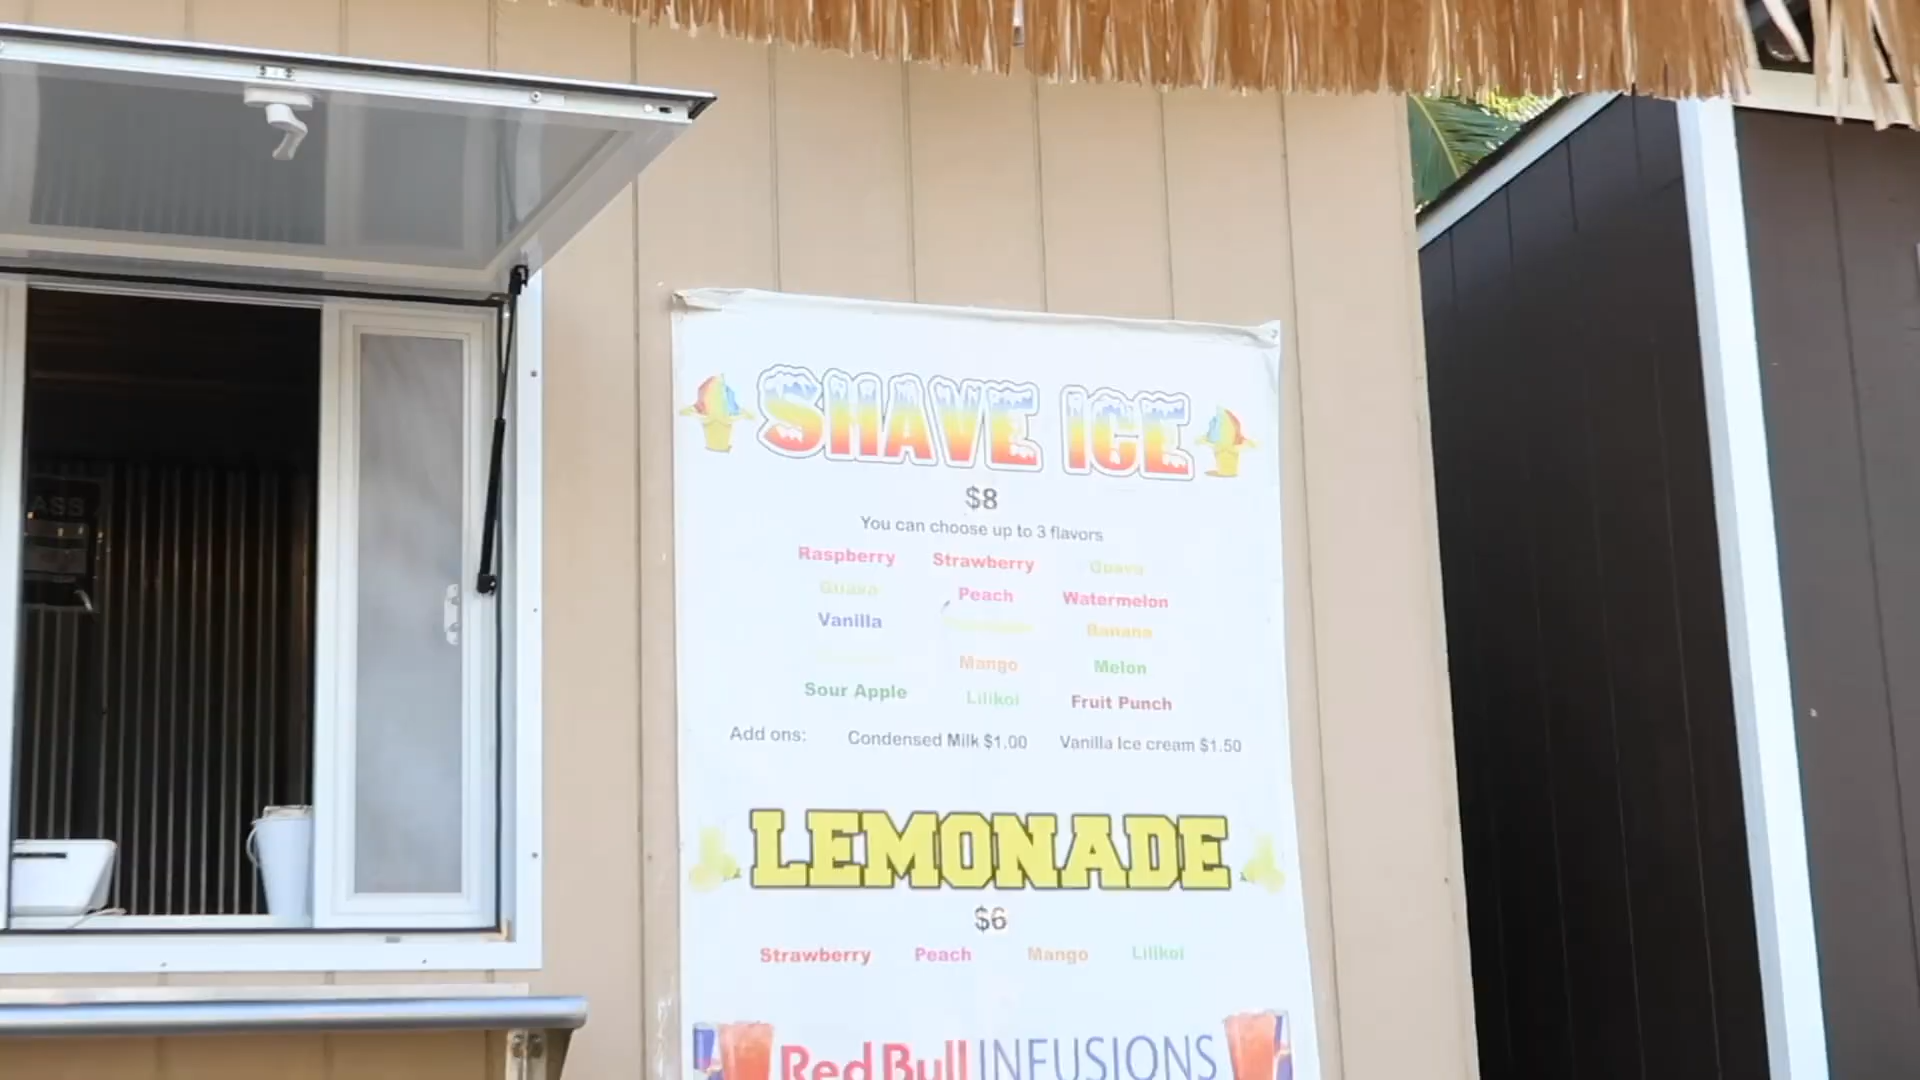 ASS
SHAVE ICE
$8
You can choose up to 3 flavors
Raspberry Strawberry Guava
Guava Peach Watermelon
Vanilla Banana
Mango Melon
Sour Apple Lilikoi Fruit Punch
Add ons: Condensed Milk $1.00 Vanilla Ice cream $1.50
LEMONADE
$6
Strawberry Peach Mango Lilikoi
Red Bull INFUSIONS